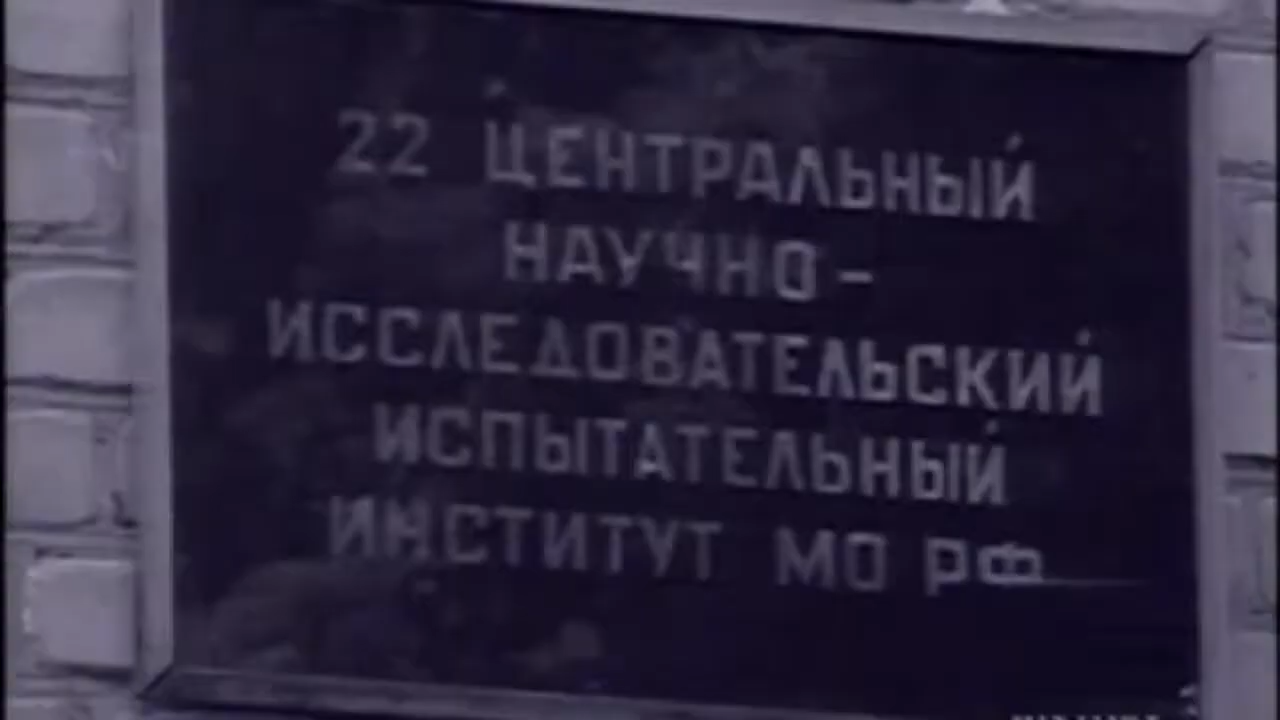 22 ЦЕНТРАЛЬНЫЙ
НАУЧНО-
ИССЛЕДОВАТЕЛЬСКИЙ
ИСПЫТАТЕЛЬНЫЙ
ИНСТИТУТ МО РФ